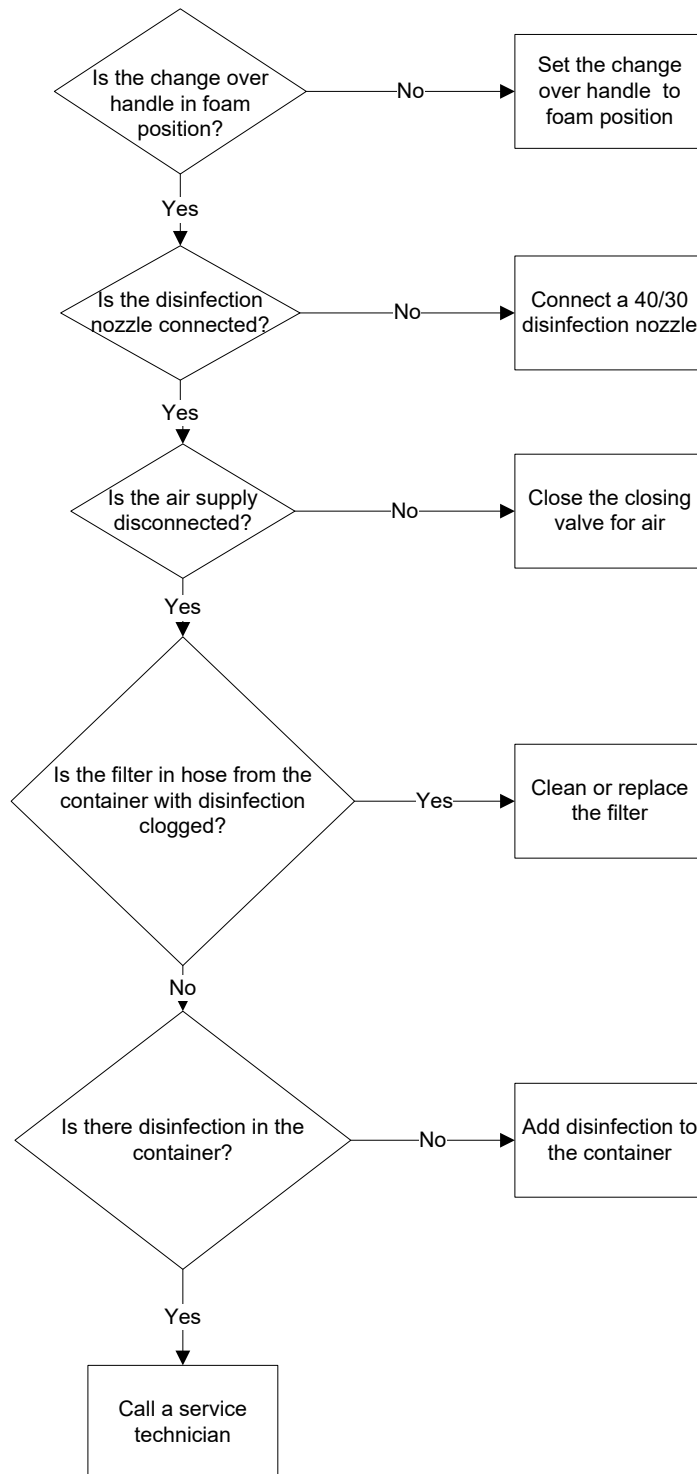 Is the change over
handle in foam
position?
No
Set the change
over handle to
foam position
Yes
Is the disinfection
nozzle connected?
No
Connect a 40/30
disinfection nozzle
Yes
Is the air supply
disconnected?
No
Close the closing
valve for air
Yes
Is the filter in hose from the
container with disinfection
clogged?
Yes
Clean or replace
the filter
No
Is there disinfection in the
container?
No
Add disinfection to
the container
Yes
Call a service
technician